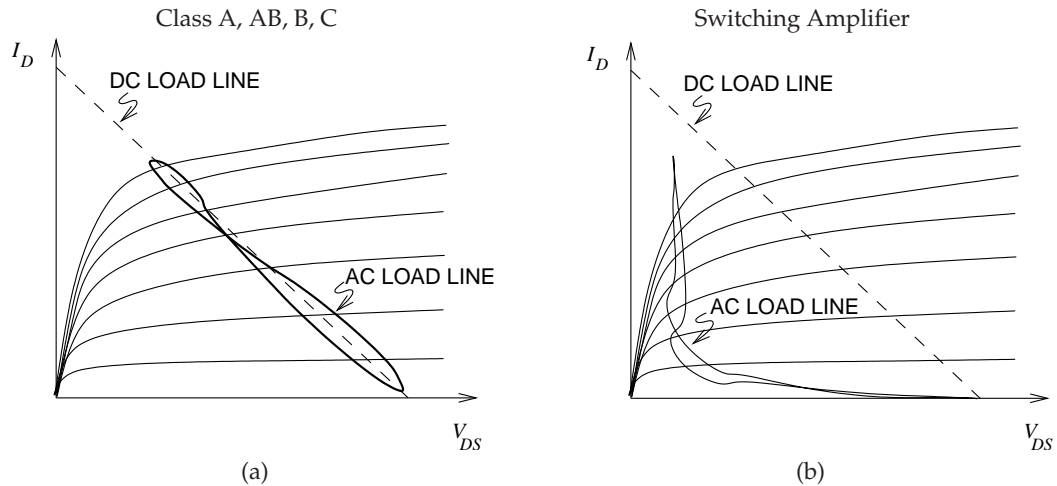 Class A, AB, B, C
I_D
DC LOAD LINE
AC LOAD LINE
V_DS
(a)
Switching Amplifier
I_D
DC LOAD LINE
AC LOAD LINE
V_DS
(b)